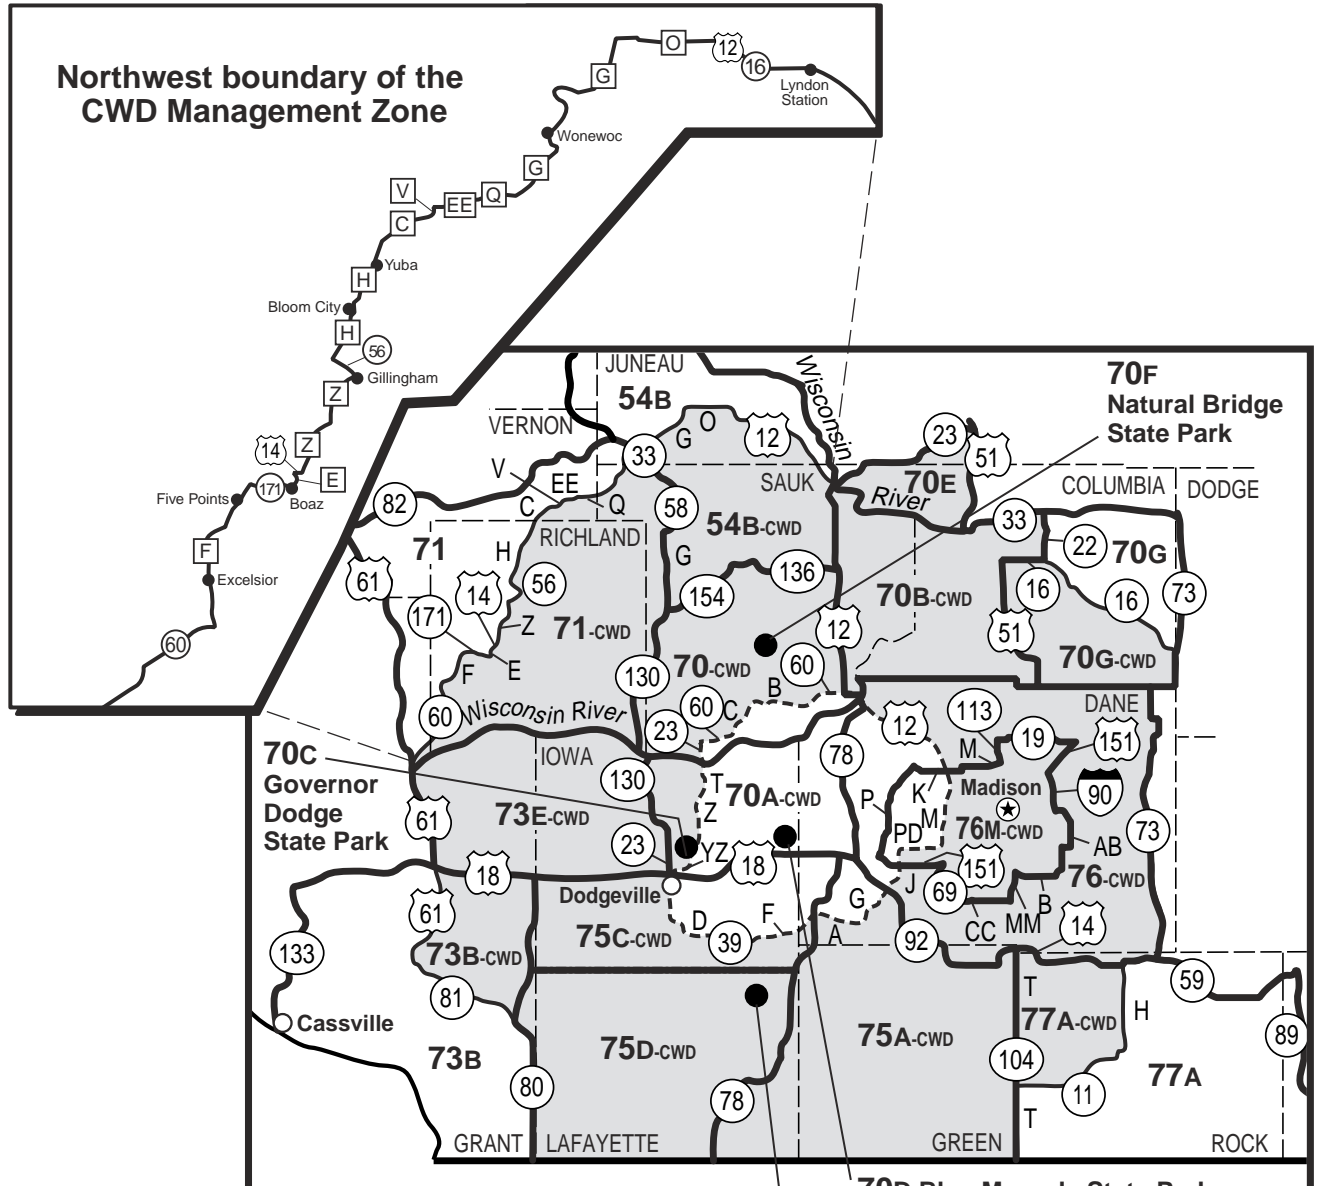 Northwest boundary of the
CWD Management Zone
O
12
16
G
Lyndon
Station
Wonewoc
G
V
EE
Q
C
Yuba
H
Bloom City
H
56
Gillingham
Z
14
Z
E
171
Five Points
Boaz
F
Excelsior
60
JUNEAU
54B
Wisconsin
70F
Natural Bridge
State Park
VERNON
O
G
12
23
51
33
V
EE
SAUK
70E
COLUMBIA
DODGE
82
C
Q
58
River
33
54B-CWD
71
RICHLAND
22
70G
H
G
136
61
14
56
154
70B-CWD
16
16
73
171
Z
71-CWD
12
51
70-CWD
70G-CWD
E
F
130
60
B
60
60
C
Wisconsin River
23
113
DANE
12
19
151
70C
Governor
Dodge
State Park
IOWA
130
78
M
T
70A-CWD
K
Madison
90
P
Z
73E-CWD
M
61
PD
76M-CWD
73
23
YZ
AB
18
18
151
76-CWD
Dodgeville
J
69
61
D
F
G
B
MM
75C-CWD
39
A
92
CC
14
133
73B-CWD
59
81
T
77A-CWD
H
Cassville
75D-CWD
75A-CWD
89
73B
104
77A
80
78
11
T
GRANT
LAFAYETTE
GREEN
ROCK